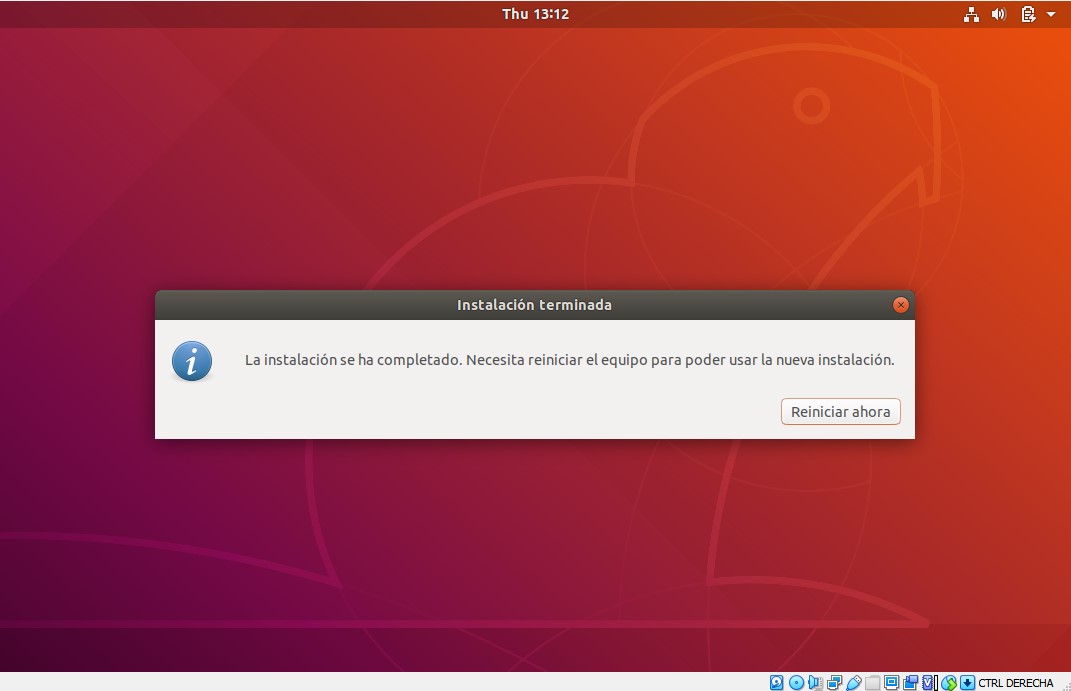 Thu 13:12
Instalación terminada
La instalación se ha completado. Necesita reiniciar el equipo para poder usar la nueva instalación.
Reiniciar ahora
CTRL DERECHA